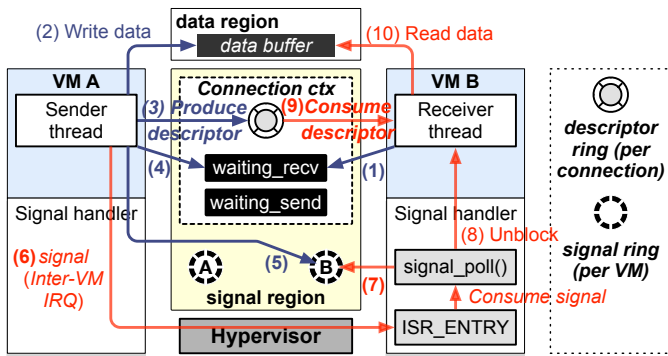 (2) Write data
data region
data buffer
(10) Read data
VM A
Connection ctx
VM B
Sender
thread
(3) Produce
descriptor
(9)Consume
descriptor
Receiver
thread
descriptor
ring (per
connection)
(4)
waiting_recv
(1)
waiting_send
Signal handler
Signal handler
(6) signal
(Inter-VM
IRQ)
A
(5)
B
(7)
signal region
(8) Unblock
signal_poll()
Consume signal
ISR_ENTRY
signal ring
(per VM)
Hypervisor